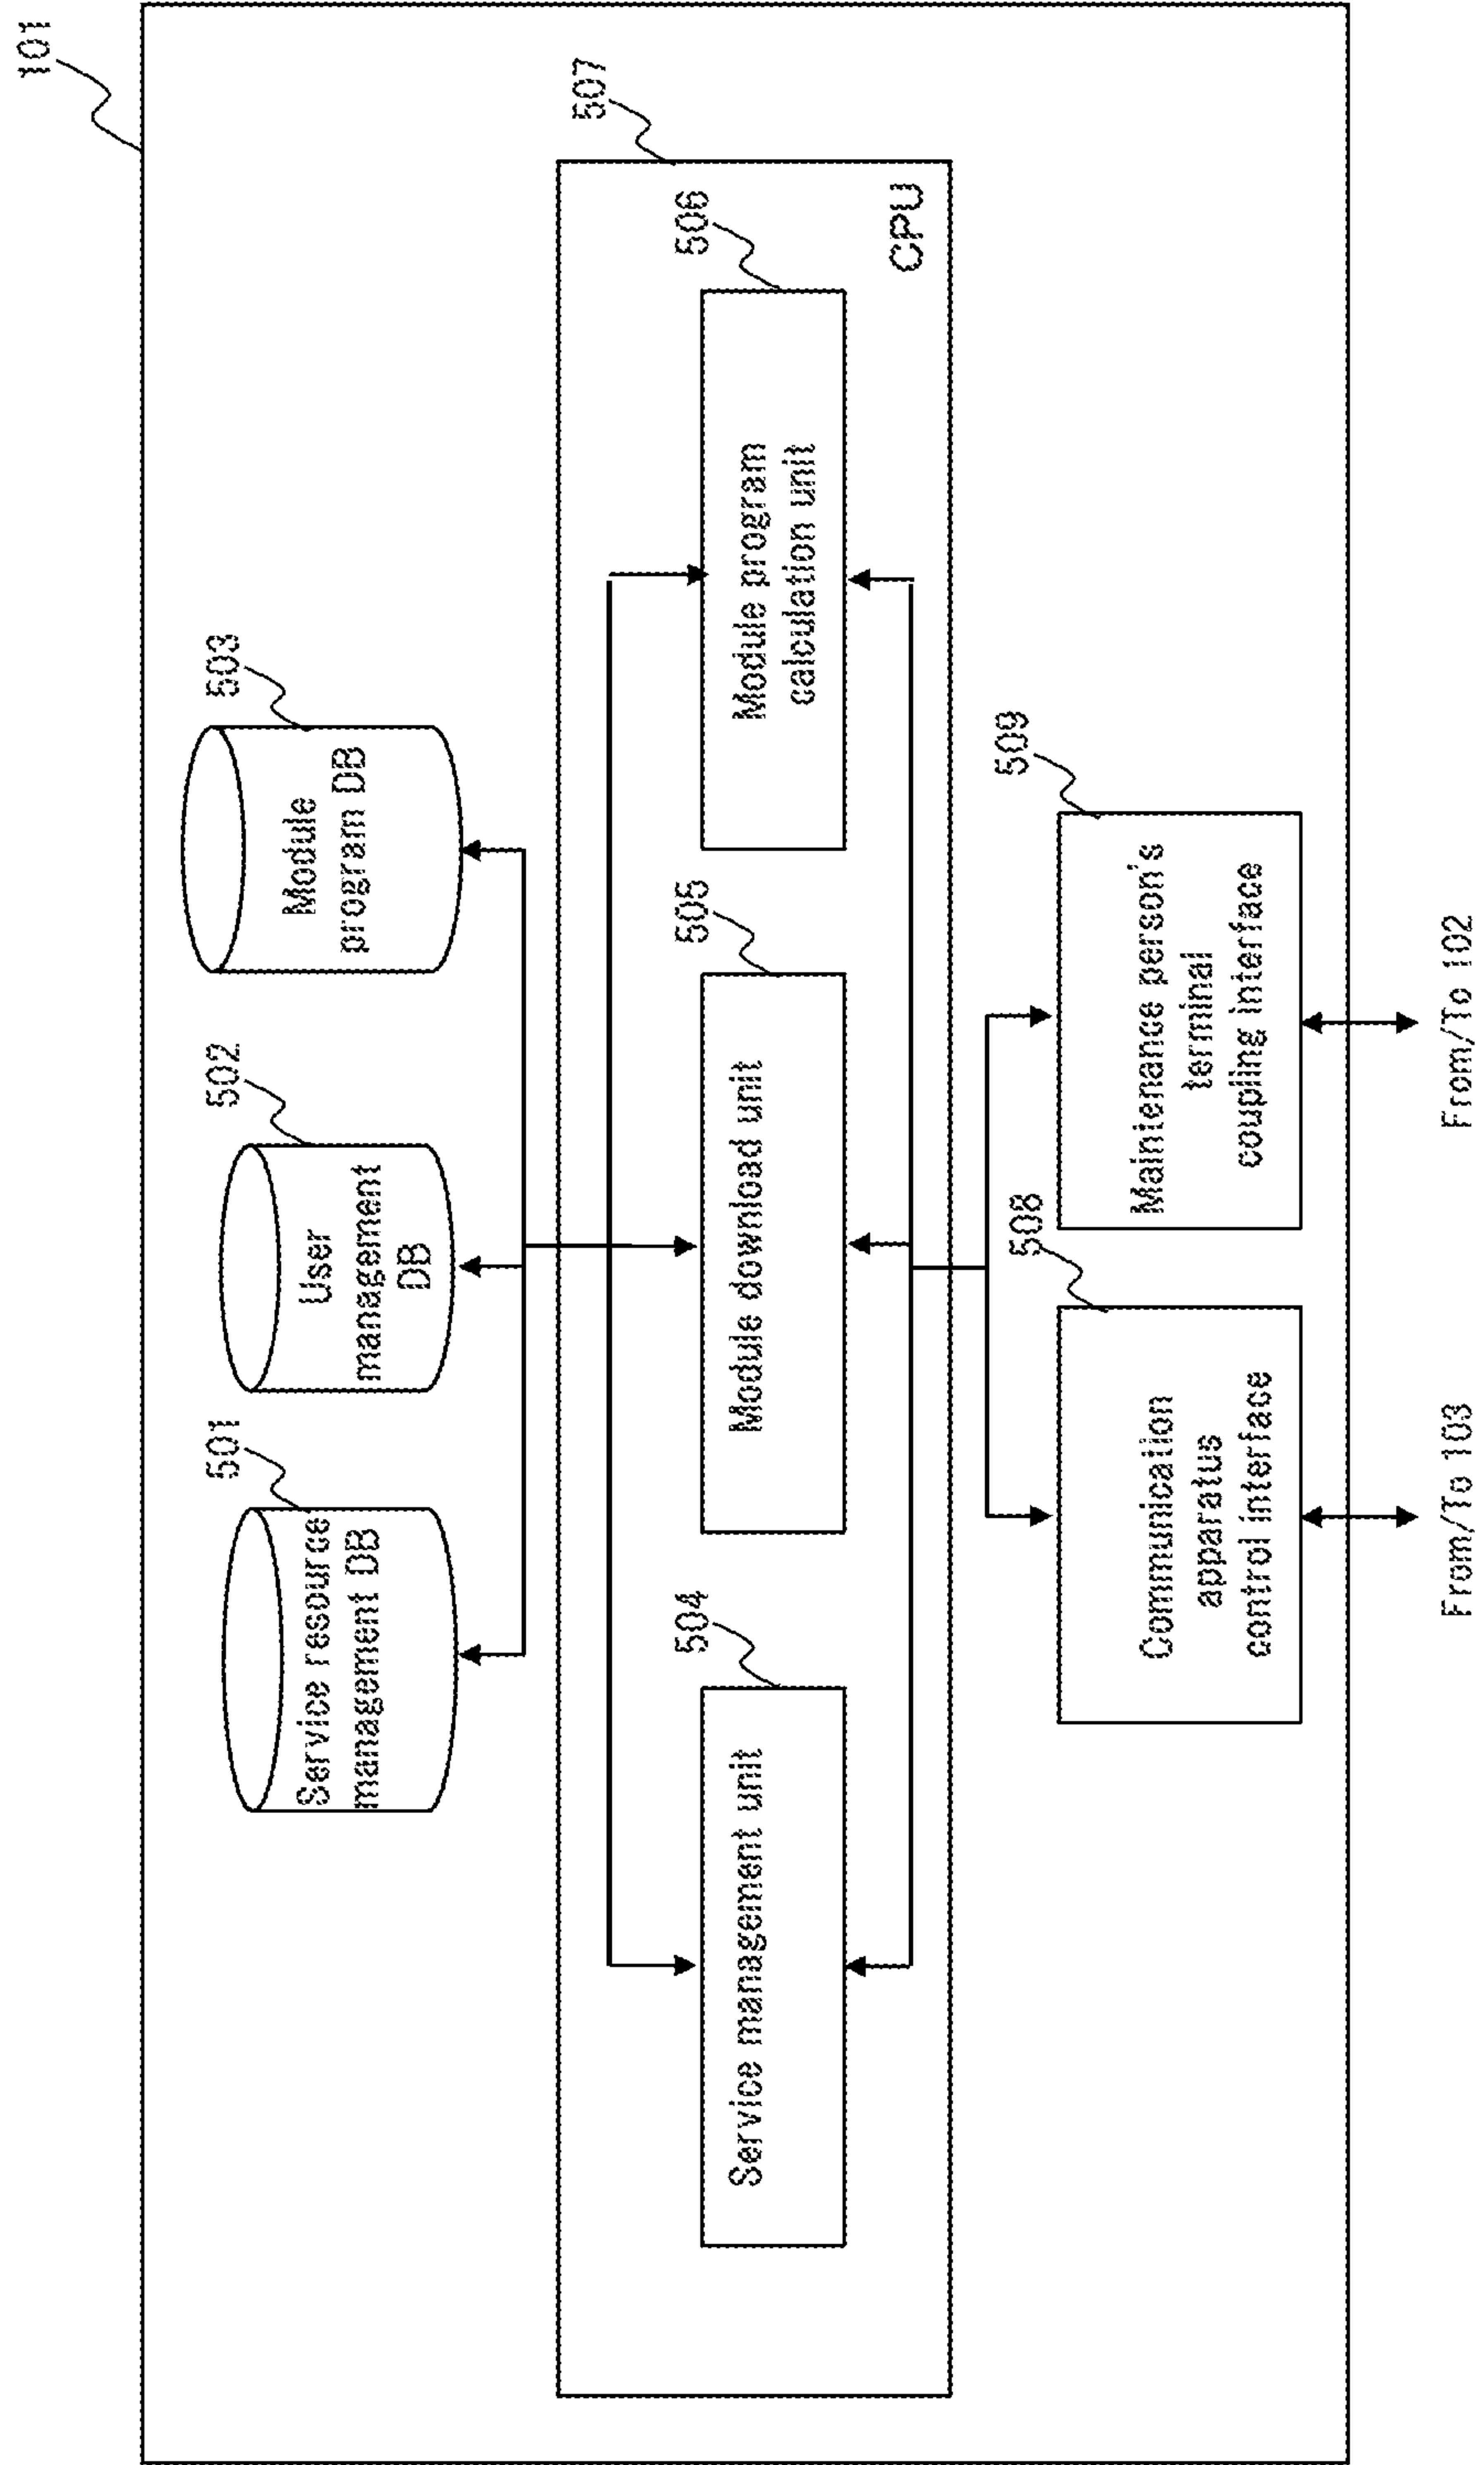 101
501
Service resource
management DB
502
User
management
DB
503
Module
program DB
507
504
Service management unit
505
Module download unit
506
Module program
calculation unit
CPU
508
Communication
apparatus
control interface
509
Maintenance person's
terminal
coupling interface
From/To 103
From/To 102